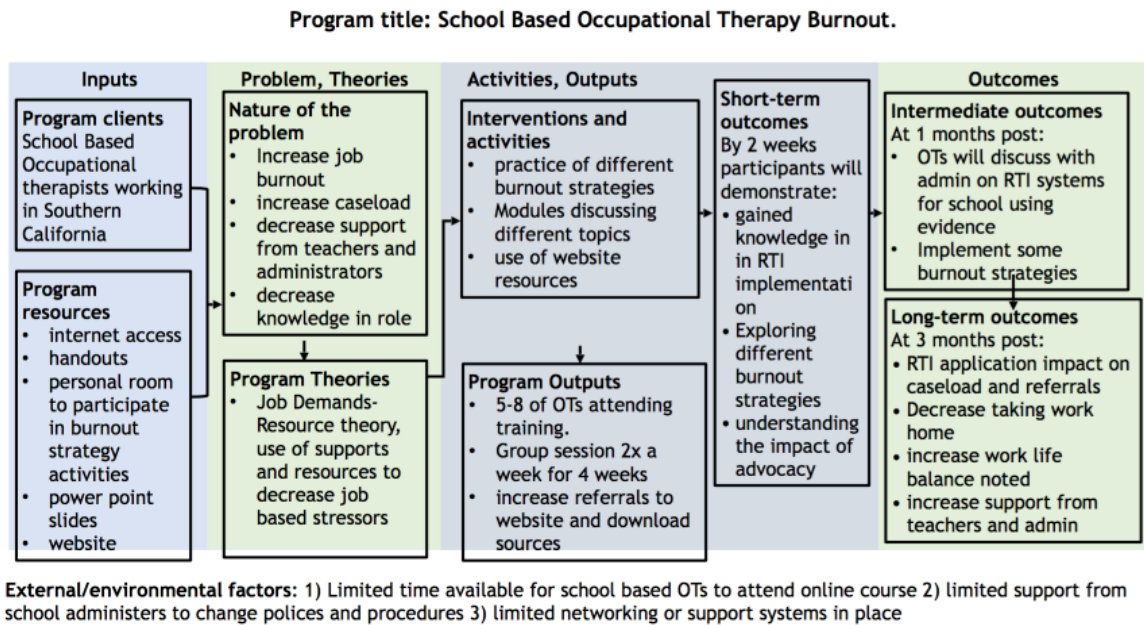 Program title: School Based Occupational Therapy Burnout.
Inputs
Program clients
School Based
Occupational
therapists working
in Southern
California
Program
resources
• internet access
• handouts
• personal room
to participate
in burnout
strategy
activities
• power point
slides
• website
Problem, Theories
Nature of the
problem
• Increase job
burnout
• increase caseload
• decrease support
from teachers and
administrators
• decrease
knowledge in role
Program Theories
• Job Demands-
Resource theory,
use of supports
and resources to
decrease job
based stressors
Activities, Outputs
Interventions and
activities
• practice of different
burnout strategies
• Modules discussing
different topics
• use of website
resources
Program Outputs
• 5-8 of OTs attending
training.
• Group session 2x a
week for 4 weeks
• increase referrals to
website and download
sources
Short-term
outcomes
By 2 weeks
participants will
demonstrate:
• gained
knowledge in
in RTI
implementati
on
• Exploring
different
burnout
strategies
• understanding
the impact of
advocacy
Outcomes
Intermediate outcomes
At 1 months post:
• OTs will discuss with
admin on RTI systems
for school using
evidence
• Implement some
burnout strategies
Long-term outcomes
At 3 months post:
• RTI application impact on
caseload and referrals
• Decrease taking work
home
• increase work life
balance noted
• increase support from
teachers and admin
External/environmental factors: 1) Limited time available for school based OTs to attend online course 2) limited support from
school administers to change polices and procedures 3) limited networking or support systems in place